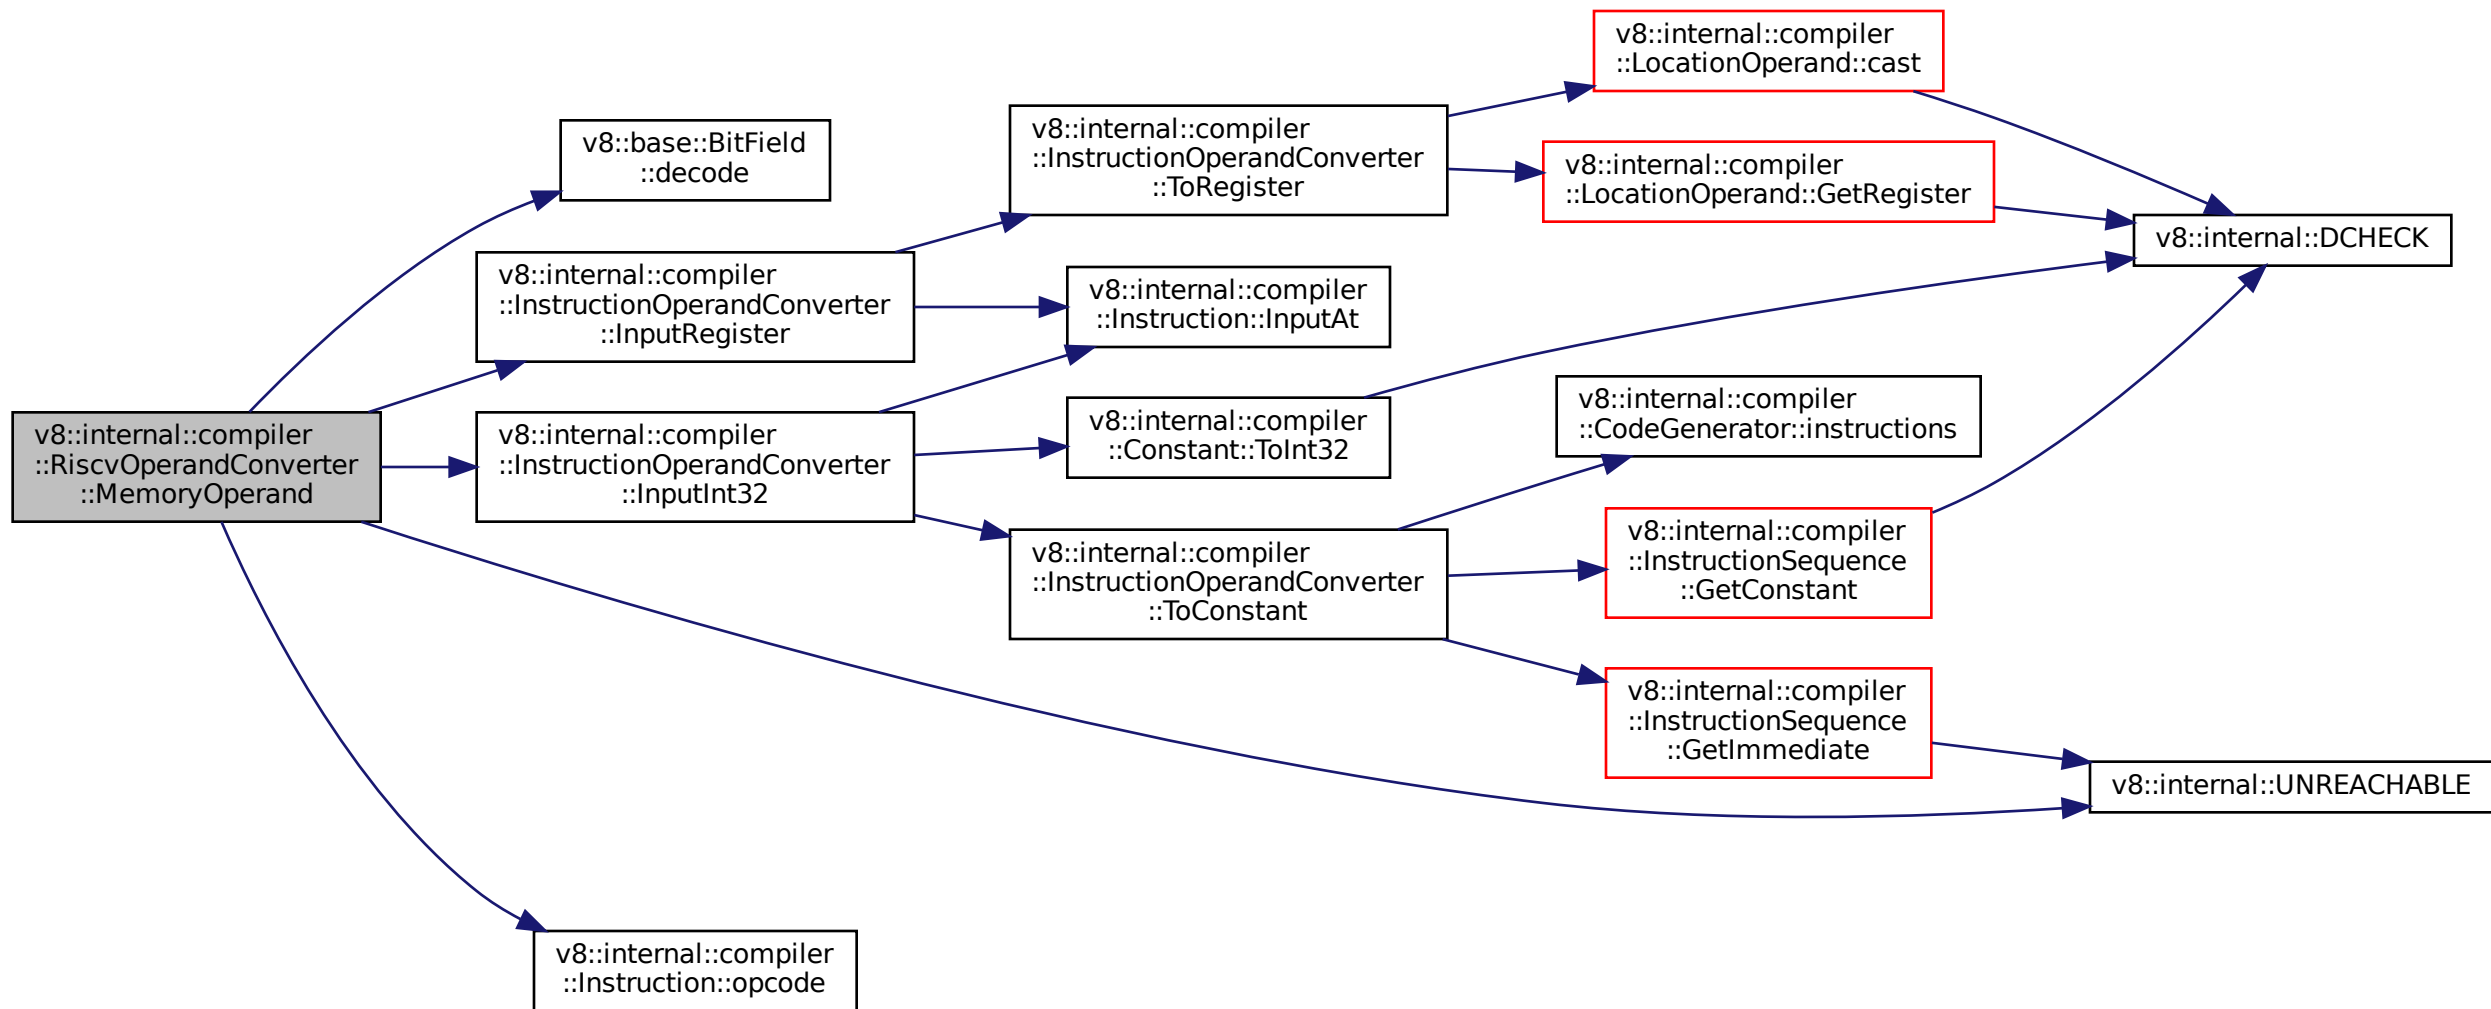 v8::internal::compiler
::RiscvOperandConverter
::MemoryOperand
v8::base::BitField
::decode
v8::internal::compiler
::InstructionOperandConverter
::InputRegister
v8::internal::compiler
::InstructionOperandConverter
::InputInt32
v8::internal::compiler
::Instruction::opcode
v8::internal::compiler
::InstructionOperandConverter
::ToRegister
v8::internal::compiler
::Instruction::InputAt
v8::internal::compiler
::Constant::ToInt32
v8::internal::compiler
::InstructionOperandConverter
::ToConstant
v8::internal::compiler
::LocationOperand::cast
v8::internal::compiler
::LocationOperand::GetRegister
v8::internal::compiler
::CodeGenerator::instructions
v8::internal::compiler
::InstructionSequence
::GetConstant
v8::internal::compiler
::InstructionSequence
::GetImmediate
v8::internal::DCHECK
v8::internal::UNREACHABLE